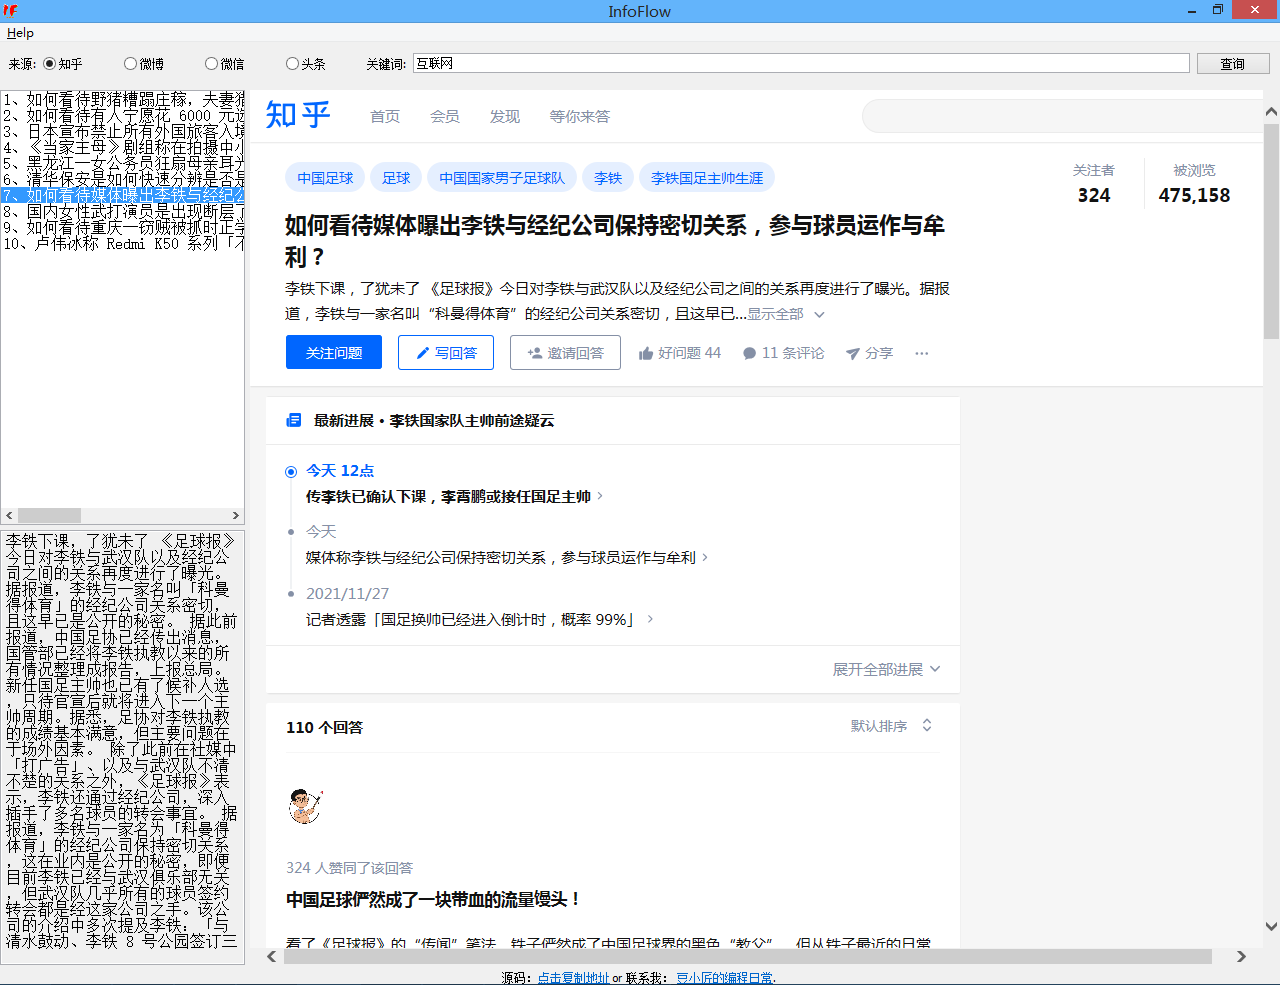 InfoFlow
Help
来源: 知乎 微博 微信 头条 关键词: 互联网 查询
1、如何看待野猪糟蹋庄稼，夫妻
2、如何看待有人宁愿花 6000 元
3、日本宣布禁止所有外国旅客入境
4、《当家主母》剧组称在拍摄中
5、黑龙江一女公务员狂扇母亲耳光
6、清华保安是如何快速分辨是否是
7、如何看待媒体曝出李铁与经纪公
8、国内女性武打演员是出现断层了
9、如何看待重庆一窃贼被抓时正学
10、卢伟冰称 Redmi K50 系列「不
李铁下课，了犹未了 《足球报》
今日对李铁与武汉队以及经纪公
司之间的关系再度进行了曝光。
据报道，李铁与一家名叫「科曼
得体育」的经纪公司关系密切，
且这早已是公开的秘密。 据此前
报道，中国足协已经传出消息，
国管部已经将李铁执教以来的所
有情况整理成报告，上报总局。
新任国足主帅也已有了候补人选
，只待官宣后就将进入下一个主
帅周期。据悉，足协对李铁执教
的成绩基本满意，但主要问题在
于场外因素。 除了此前在社媒中
「打广告」、以及与武汉队不清
不楚的关系之外，《足球报》表
示，李铁还通过经纪公司，深入
插手了多名球员的转会事宜。 据
报道，李铁与一家名为「科曼得
体育」的经纪公司保持密切关系
，这在业内是公开的秘密，即便
目前李铁已经与武汉俱乐部无关
，但武汉队几乎所有的球员签约
转会都是经这家公司之手。该公
司的介绍中多次提及李铁：「与
清水鼓动、李铁 8 号公园签订三
知乎 首页 会员 发现 等你来答
中国足球 足球 中国国家男子足球队 李铁 李铁国足主帅生涯
关注者 被浏览
324 475,158
如何看待媒体曝出李铁与经纪公司保持密切关系，参与球员运作与牟
利？
李铁下课，了犹未了 《足球报》今日对李铁与武汉队以及经纪公司之间的关系再度进行了曝光。据报
道，李铁与一家名叫“科曼得体育”的经纪公司关系密切，且这早已...显示全部
关注问题 写回答 邀请回答 好问题 44 11 条评论 分享 ···
最新进展 · 李铁国家队主帅前途疑云
今天 12点
传李铁已确认下课，李霄鹏或接任国足主帅
今天
媒体称李铁与经纪公司保持密切关系，参与球员运作与牟利
2021/11/27
记者透露「国足换帅已经进入倒计时，概率 99%」
展开全部进展
110 个回答 默认排序
324 人赞同了该回答
中国足球俨然成了一块带血的流量馒头！
看了《足球报》的“传闻”笔法，铁子俨然成了中国足球界的黑色“教父”，但从铁子最近的日常
源码: 点击复制地址 or 联系我: 豆小匠的编程日常.